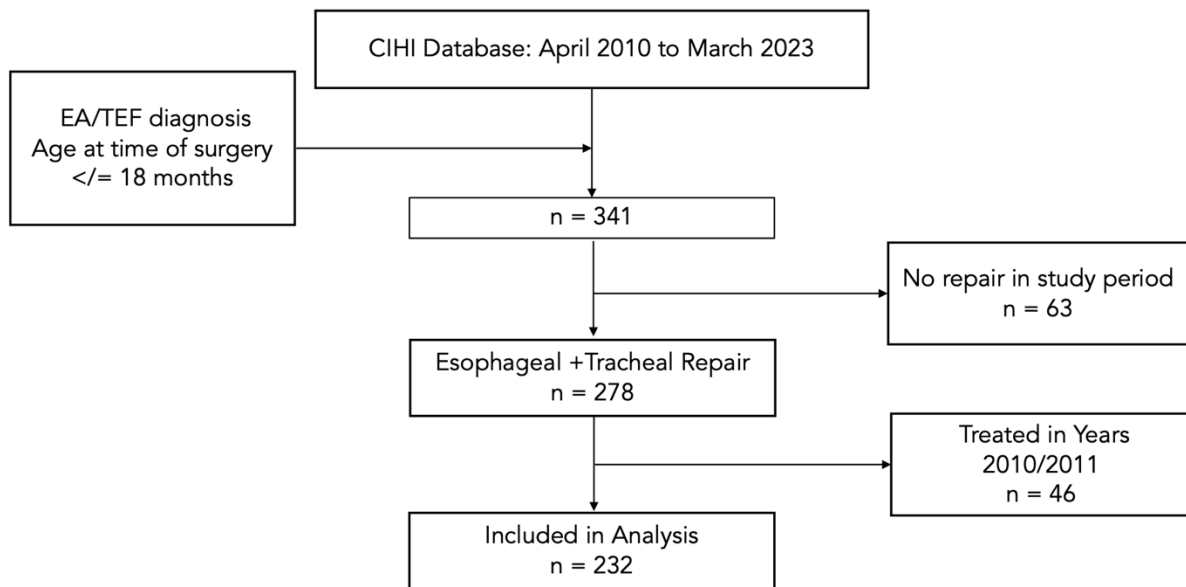 CIHI Database: April 2010 to March 2023
EA/TEF diagnosis
Age at time of surgery
</= 18 months
n = 341
No repair in study period
n = 63
Esophageal +Tracheal Repair
n = 278
Treated in Years
2010/2011
n = 46
Included in Analysis
n = 232